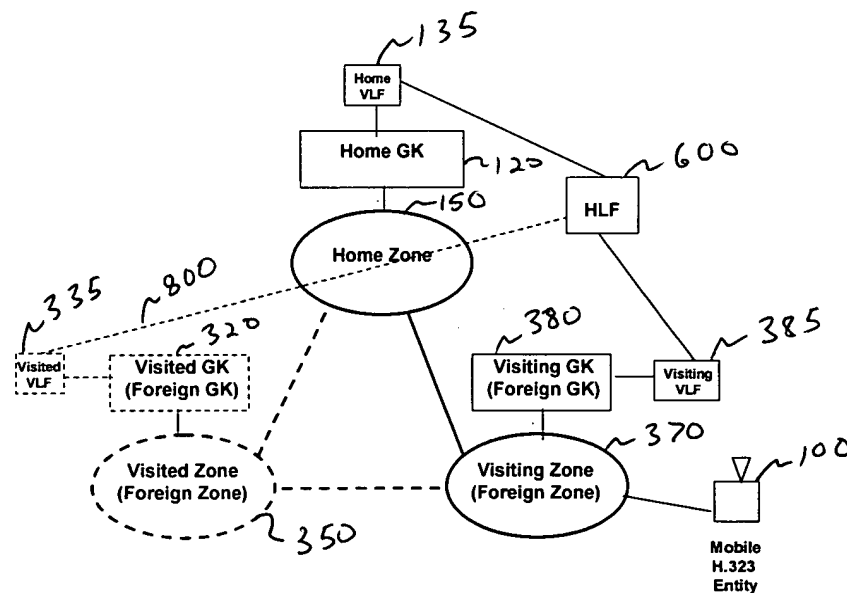 135
Home
VLF
Home GK
120
600
HLF
150
Home Zone
335
800
320
380
385
Visited
VLF
Visited GK
(Foreign GK)
Visiting GK
(Foreign GK)
Visiting
VLF
370
100
Visited Zone
(Foreign Zone)
Visiting Zone
(Foreign Zone)
350
Mobile
H.323
Entity